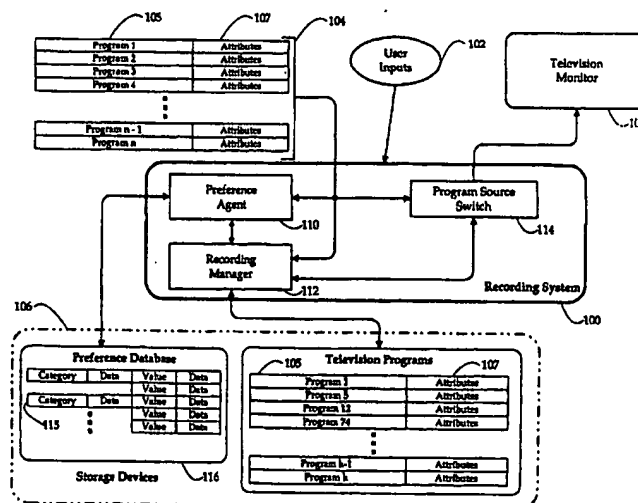 105
107
104
Program 1 Attributes
Program 2 Attributes
Program 3 Attributes
Program 4 Attributes
Program n - 1 Attributes
Program n Attributes
User
Inputs
102
Television
Monitor
10
Preference
Agent
110
Program Source
Switch
114
Recording
Manager
112
Recording System
100
106
Preference Database
Category Data Value Data
Value Data
Category Data Value Data
Value Data
Value Data
115
Storage Devices
116
Television Programs
105
107
Program 1 Attributes
Program 5 Attributes
Program 12 Attributes
Program 74 Attributes
Program k-1 Attributes
Program k Attributes